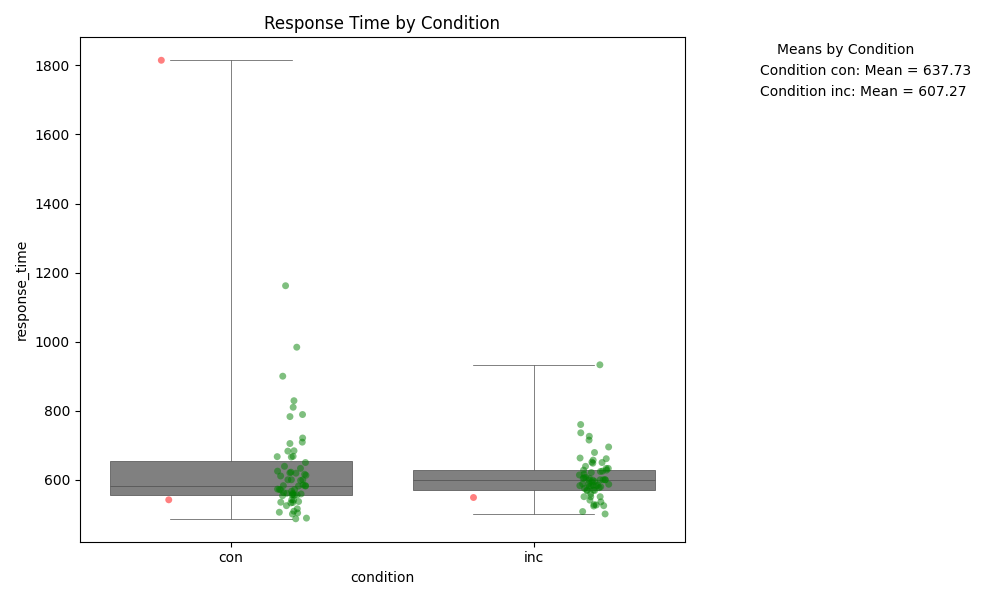 Response Time by Condition
Means by Condition
Condition con: Mean = 637.73
Condition inc: Mean = 607.27
response_time
1800
1600
1400
1200
1000
800
600
con
inc
condition